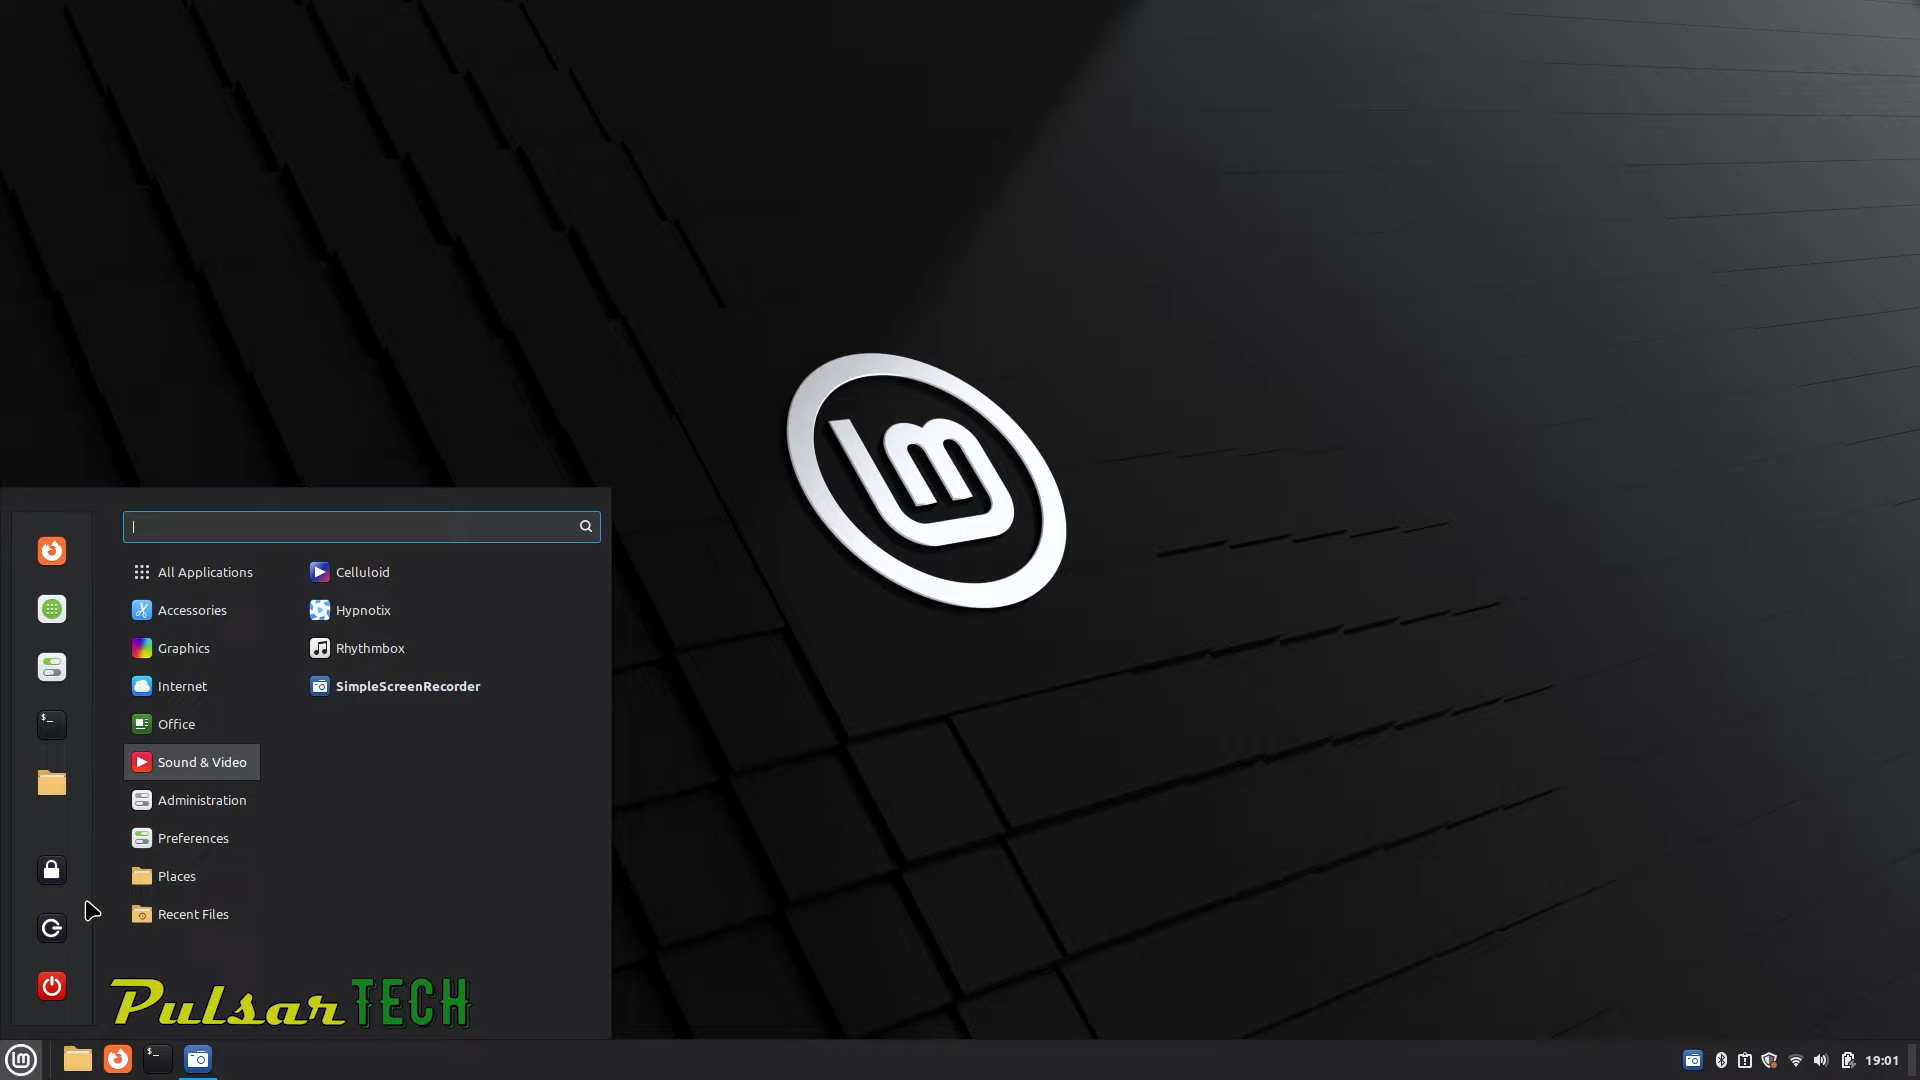 All Applications
Accessories
Graphics
Internet
Office
Sound & Video
Administration
Preferences
Places
Recent Files
Celluloid
Hypnotix
Rhythmbox
SimpleScreenRecorder
PulsarTECH
19:01